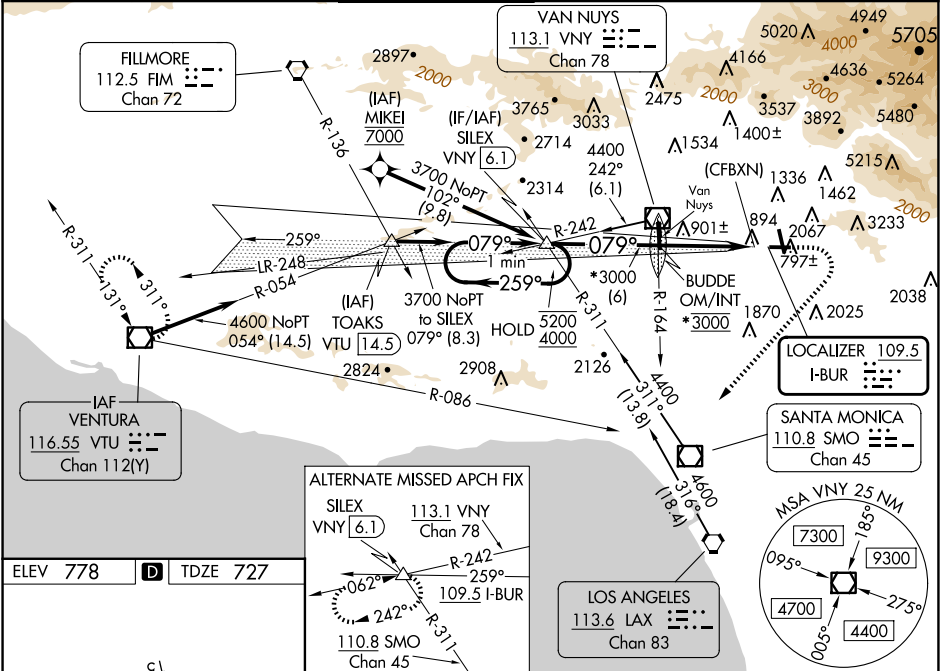 FILLMORE
112.5 FIM
Chan 72
VAN NUYS
113.1 VNY
Chan 78
2897
2000
(IAF)
MIKEI
7000
(IF/IAF)
SILEX
VNY 6.1
3765
3033
2714
2314
4400
242°
(6.1)
2475
4166
2000
5020
4000
4949
5705
4636
3000
5264
3537
3892
5480
1400±
1534
(CFBXN)
5215
1336
1462
2000
3233
894
2067
797±
Van
Nuys
901±
R-136
3700 NoPT
102°
(9.8)
R-242
259°
LR-248
R-054
079°
1 min
259°
079°
*3000
(6)
BUDDE
OM/INT
*3000
R-164
R-311
R-311
131°
311°
4600 NoPT
054° (14.5)
(IAF)
TOAKS
VTU 14.5
3700 NoPT
to SILEX
079° (8.3)
HOLD
5200
4000
2824
2908
2126
R-086
1870
2025
2038
LOCALIZER 109.5
I-BUR
IAF
VENTURA
116.55 VTU
Chan 112(Y)
4400
311°
(13.8)
4600
316°
(18.4)
SANTA MONICA
110.8 SMO
Chan 45
LOS ANGELES
113.6 LAX
Chan 83
MSA VNY 25 NM
7300
185°
095°
9300
4700
275°
005°
4400
ALTERNATE MISSED APCH FIX
SILEX
VNY 6.1
113.1 VNY
Chan 78
R-242
259°
109.5 I-BUR
062°
242°
R-311
110.8 SMO
Chan 45
ELEV 778
D
TDZE 727